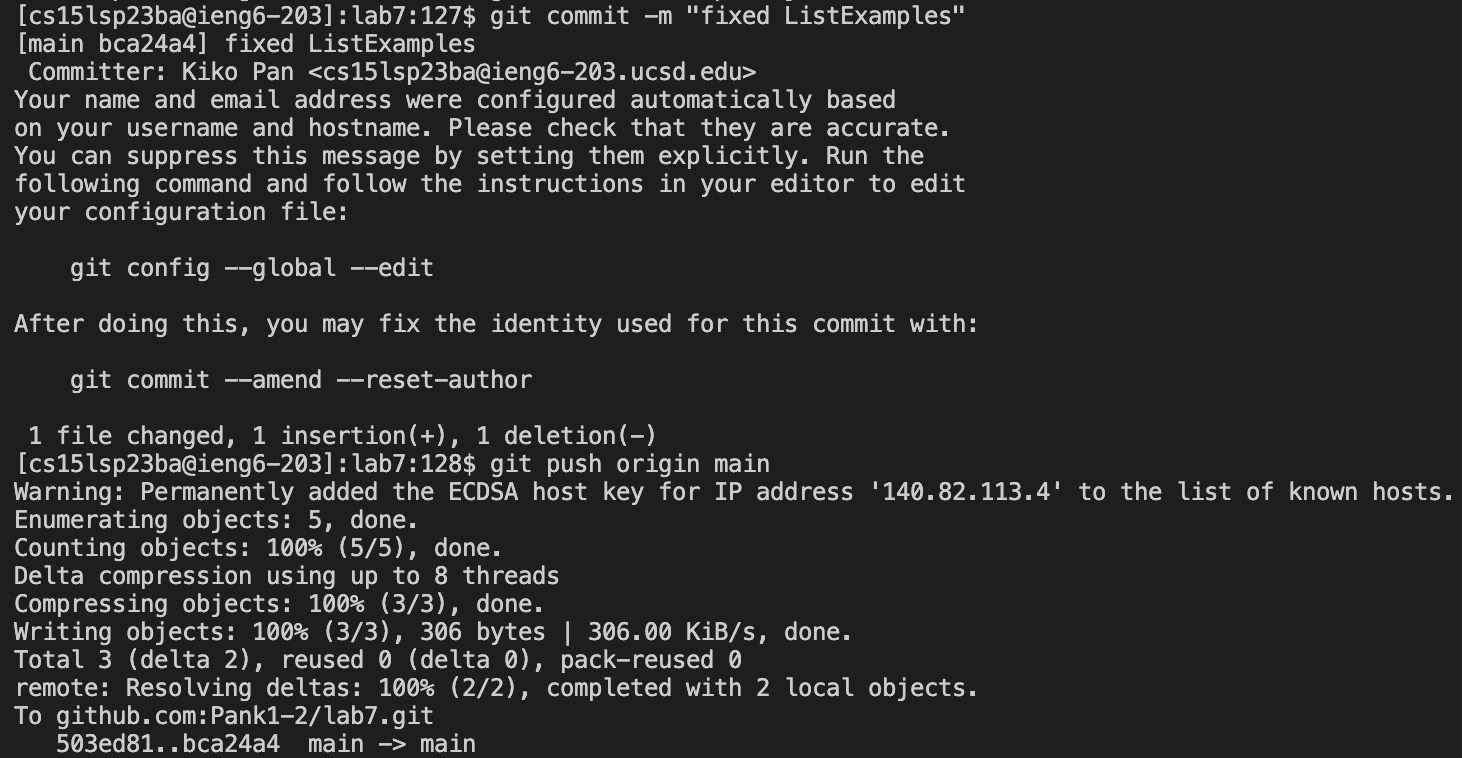 [cs15lsp23ba@ieng6-203]:lab7:127$ git commit -m "fixed ListExamples"
[main bca24a4] fixed ListExamples
 Committer: Kiko Pan <cs15lsp23ba@ieng6-203.ucsd.edu>
Your name and email address were configured automatically based
on your username and hostname. Please check that they are accurate.
You can suppress this message by setting them explicitly. Run the
following command and follow the instructions in your editor to edit
your configuration file:

    git config --global --edit

After doing this, you may fix the identity used for this commit with:

    git commit --amend --reset-author

 1 file changed, 1 insertion(+), 1 deletion(-)
[cs15lsp23ba@ieng6-203]:lab7:128$ git push origin main
Warning: Permanently added the ECDSA host key for IP address '140.82.113.4' to the list of known hosts.
Enumerating objects: 5, done.
Counting objects: 100% (5/5), done.
Delta compression using up to 8 threads
Compressing objects: 100% (3/3), done.
Writing objects: 100% (3/3), 306 bytes | 306.00 KiB/s, done.
Total 3 (delta 2), reused 0 (delta 0), pack-reused 0
remote: Resolving deltas: 100% (2/2), completed with 2 local objects.
To github.com:Pank1-2/lab7.git
   503ed81..bca24a4  main -> main